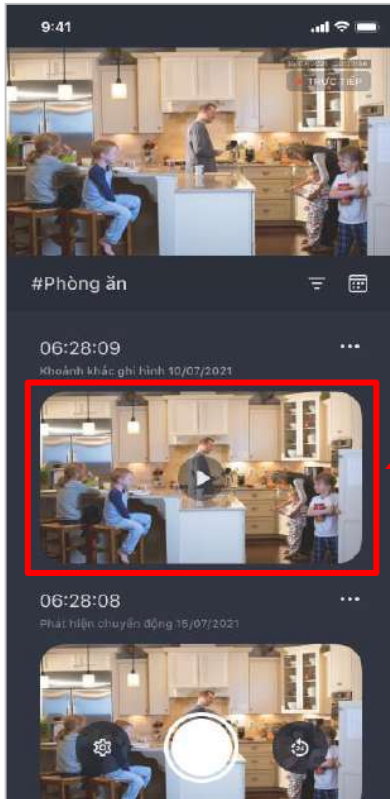 9:41
TRỰC TIẾP
#Phòng ăn
06:28:09
Khoảnh khắc ghi hình 10/07/2021
06:28:08
Phát hiện chuyển động 15/07/2021